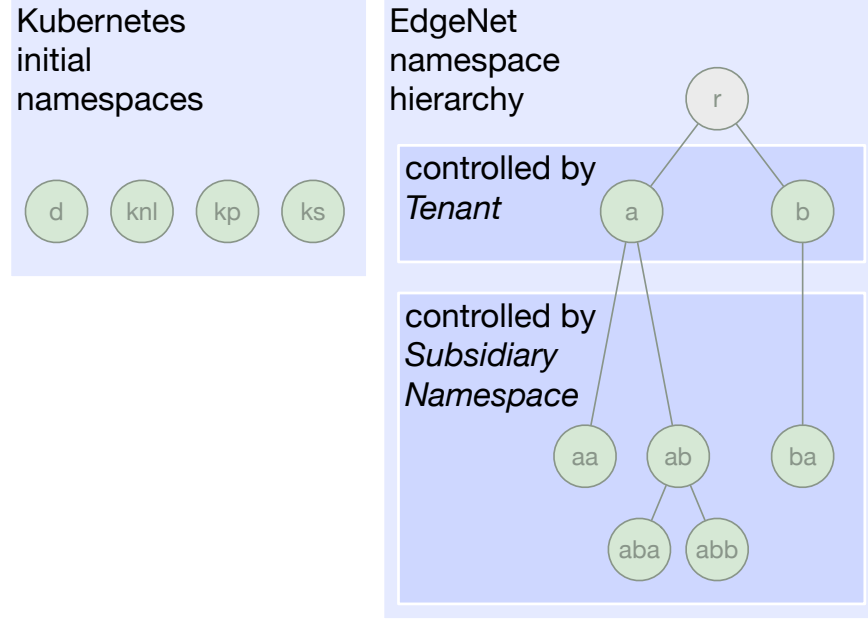 Kubernetes
initial
namespaces
d knl kp ks
EdgeNet
namespace
hierarchy
r
controlled by
Tenant
a b
controlled by
Subsidiary
Namespace
aa ab ba
aba abb